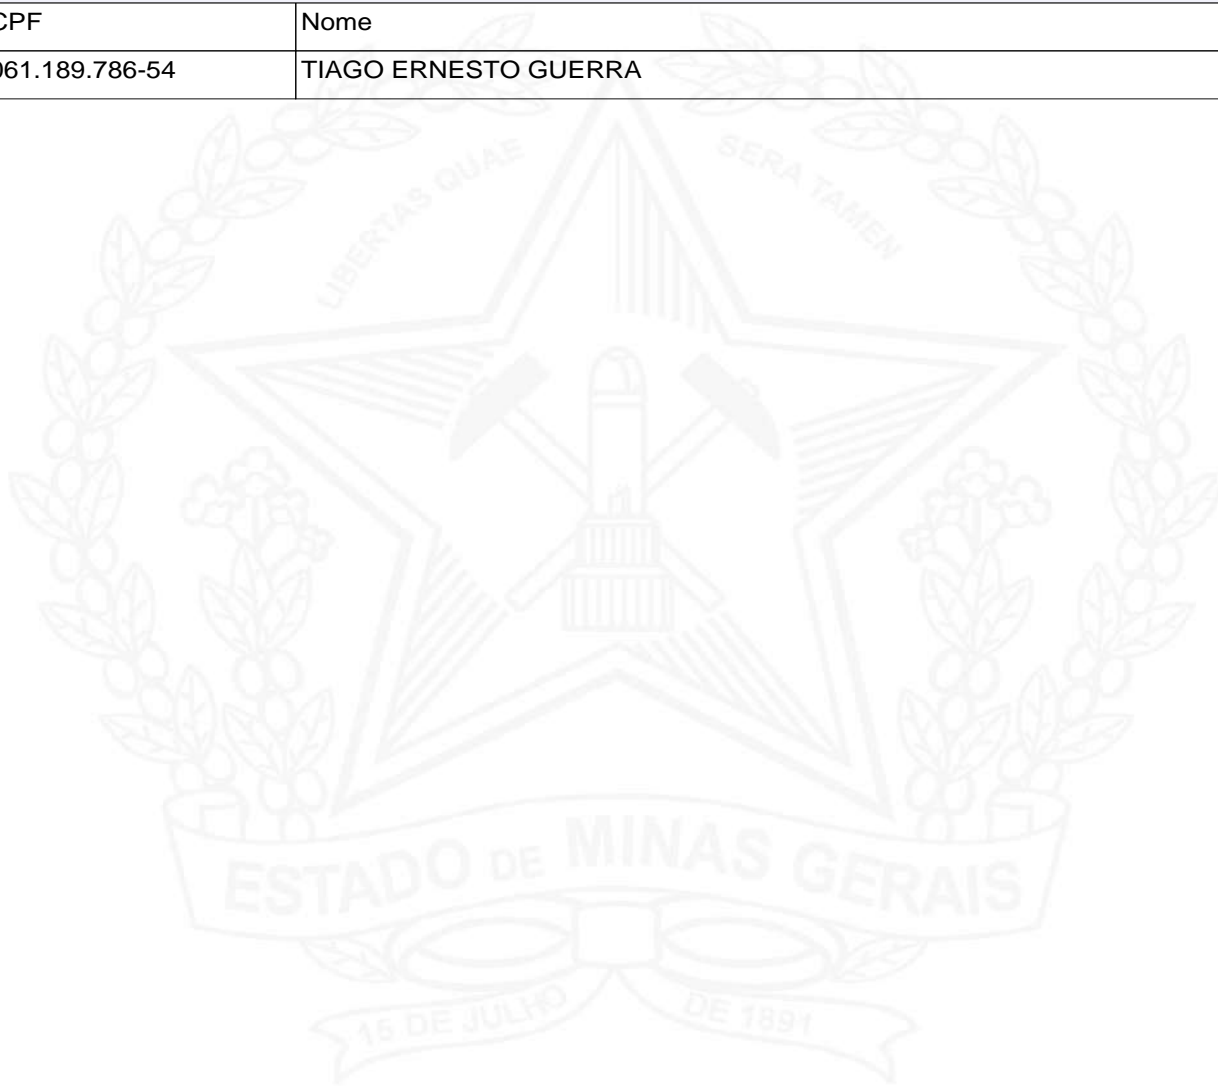 CPF Nome
061.189.786-54 TIAGO ERNESTO GUERRA
LIBERTAS QUAE SERA TAMEN
ESTADO DE MINAS GERAIS
15 DE JULHO DE 1891